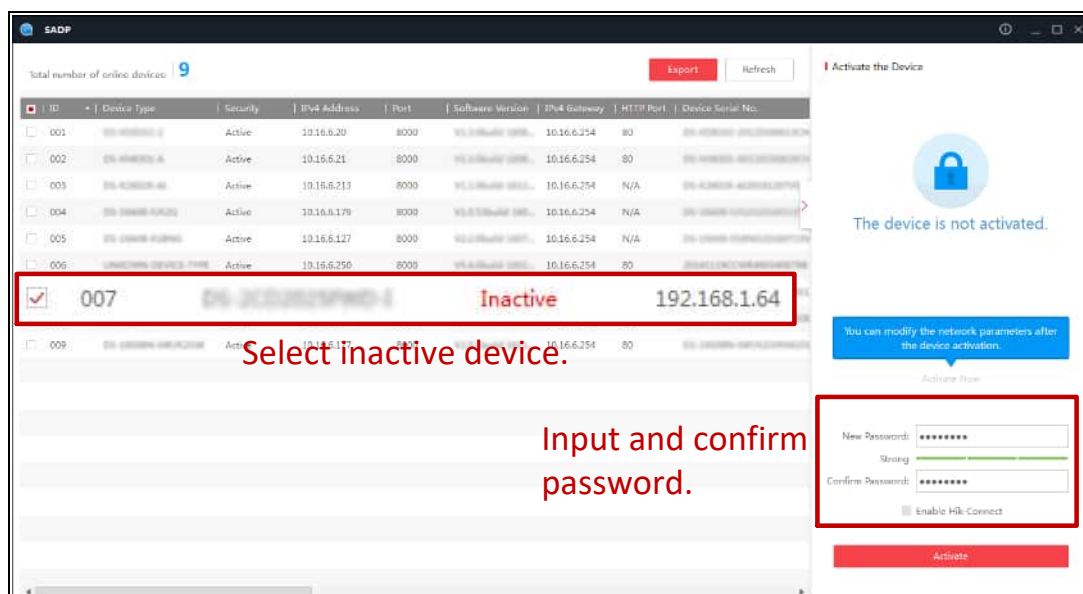 SADP
Total number of online devices: 9
Export
Refresh
Activate the Device
ID | Device Type | Security | IPv4 Address | Port | Software Version | IPv4 Gateway | HTTP Port | Device Serial No.
001 Active 10.16.6.20 8000 10.16.6.254 80
002 Active 10.16.6.21 8000 10.16.6.254 80
003 Active 10.16.6.213 8000 10.16.6.254 N/A
004 Active 10.16.6.179 8000 10.16.6.254 N/A
005 Active 10.16.6.127 8000 10.16.6.254 N/A
006 UNKOWN-DEVICE-TYPE Active 10.16.6.250 8000 10.16.6.254 80
The device is not activated.
007 Inactive 192.168.1.64
009 8000 10.16.6.254 80
Select inactive device.
You can modify the network parameters after
the device activation.
Activate Now
Input and confirm
password.
New Password: ••••••••
Strong
Confirm Password: ••••••••
Enable Hik-Connect
Activate